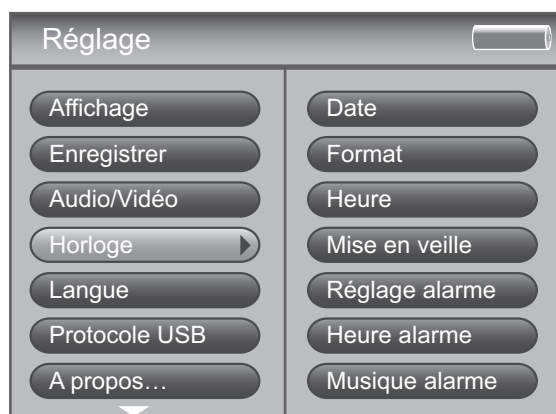 Réglage
Affichage
Enregistrer
Audio/Vidéo
Horloge
Langue
Protocole USB
A propos…
Date
Format
Heure
Mise en veille
Réglage alarme
Heure alarme
Musique alarme